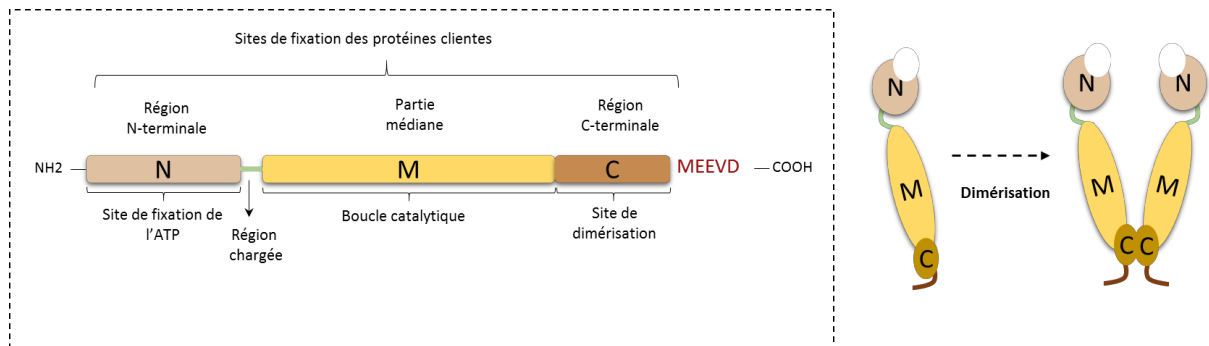 Sites de fixation des protéines clientes
Région
N-terminale
Partie
médiane
Région
C-terminale
NH2
N
M
C
MEEVD
COOH
Site de fixation de
l'ATP
Région
chargée
Boucle catalytique
Site de
dimérisation
N
M
C
Dimérisation
N
N
M
M
C
C